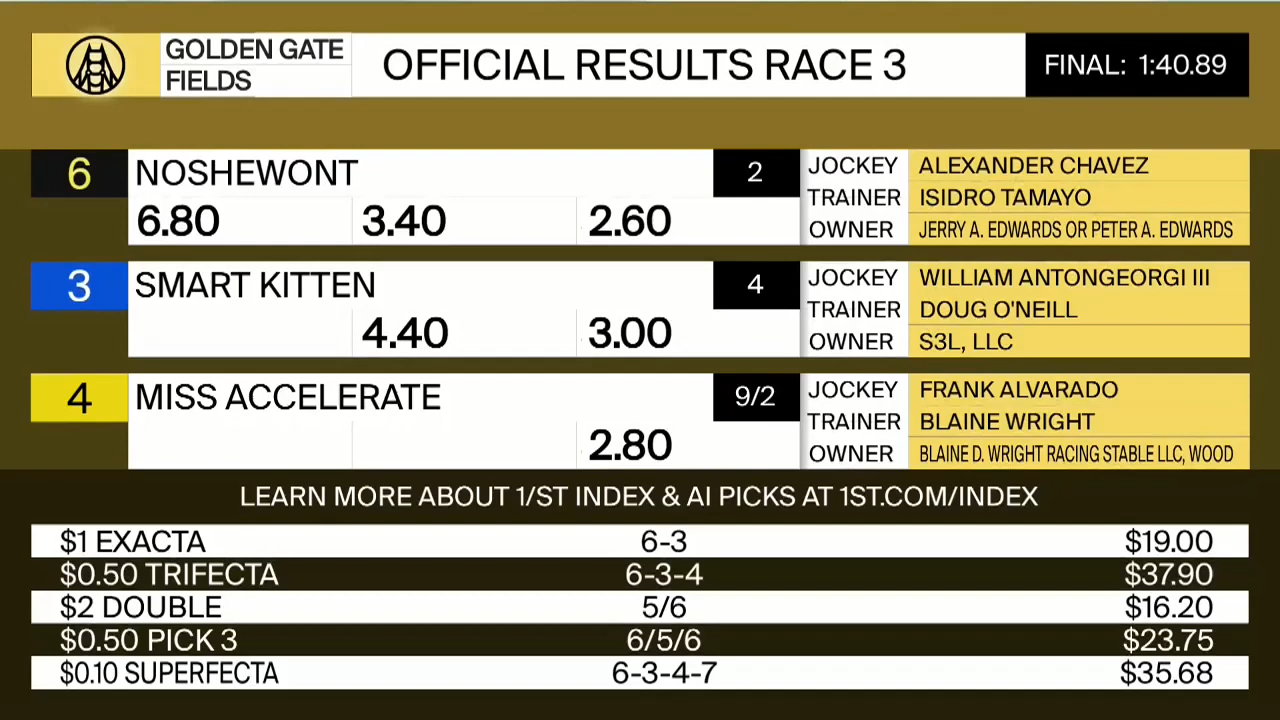 GOLDEN GATE
FIELDS
OFFICIAL RESULTS RACE 3
FINAL: 1:40.89
6 NOSHEWONT 2 JOCKEY ALEXANDER CHAVEZ
TRAINER ISIDRO TAMAYO
6.80 3.40 2.60 OWNER JERRY A. EDWARDS OR PETER A. EDWARDS
3 SMART KITTEN 4 JOCKEY WILLIAM ANTONGEORGI III
TRAINER DOUG O'NEILL
4.40 3.00 OWNER S3L, LLC
4 MISS ACCELERATE 9/2 JOCKEY FRANK ALVARADO
TRAINER BLAINE WRIGHT
2.80 OWNER BLAINE D. WRIGHT RACING STABLE LLC, WOOD
LEARN MORE ABOUT 1/ST INDEX & AI PICKS AT 1ST.COM/INDEX
$1 EXACTA 6-3 $19.00
$0.50 TRIFECTA 6-3-4 $37.90
$2 DOUBLE 5/6 $16.20
$0.50 PICK 3 6/5/6 $23.75
$0.10 SUPERFECTA 6-3-4-7 $35.68